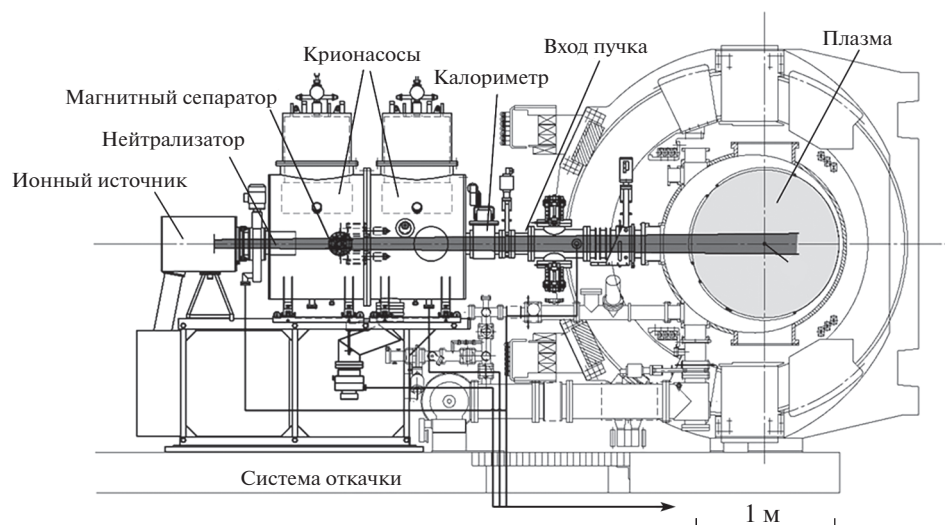 Вход пучка
Плазма
Крионасосы
Калориметр
Магнитный сепаратор
Нейтрализатор
Ионный источник
Система откачки
1 м